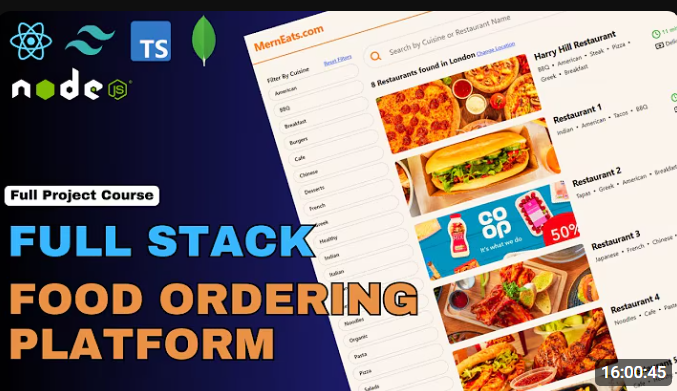 TS
node
JS
Full Project Course
FULL STACK
FOOD ORDERING
PLATFORM
MernEats.com
Search by Cuisine or Restaurant Name
Filter By Cuisine
Reset Filters
American
BBQ
Breakfast
Burgers
Cafe
Chinese
Desserts
French
Greek
Healthy
Indian
Italian
Noodles
Organic
Pasta
Pizza
Salads
8 Restaurants found in London Change Location
Harry Hill Restaurant
BBQ • American • Steak • Pizza •
Greek • Breakfast
Restaurant 1
Indian • American • Tacos • BBQ
CO
OP
It's what we do
50%
Restaurant 2
Tapas • Greek • American • Breakfast
Restaurant 3
Japanese • French • Chinese •
Restaurant 4
Noodles • Cafe • Pasta
16:00:45